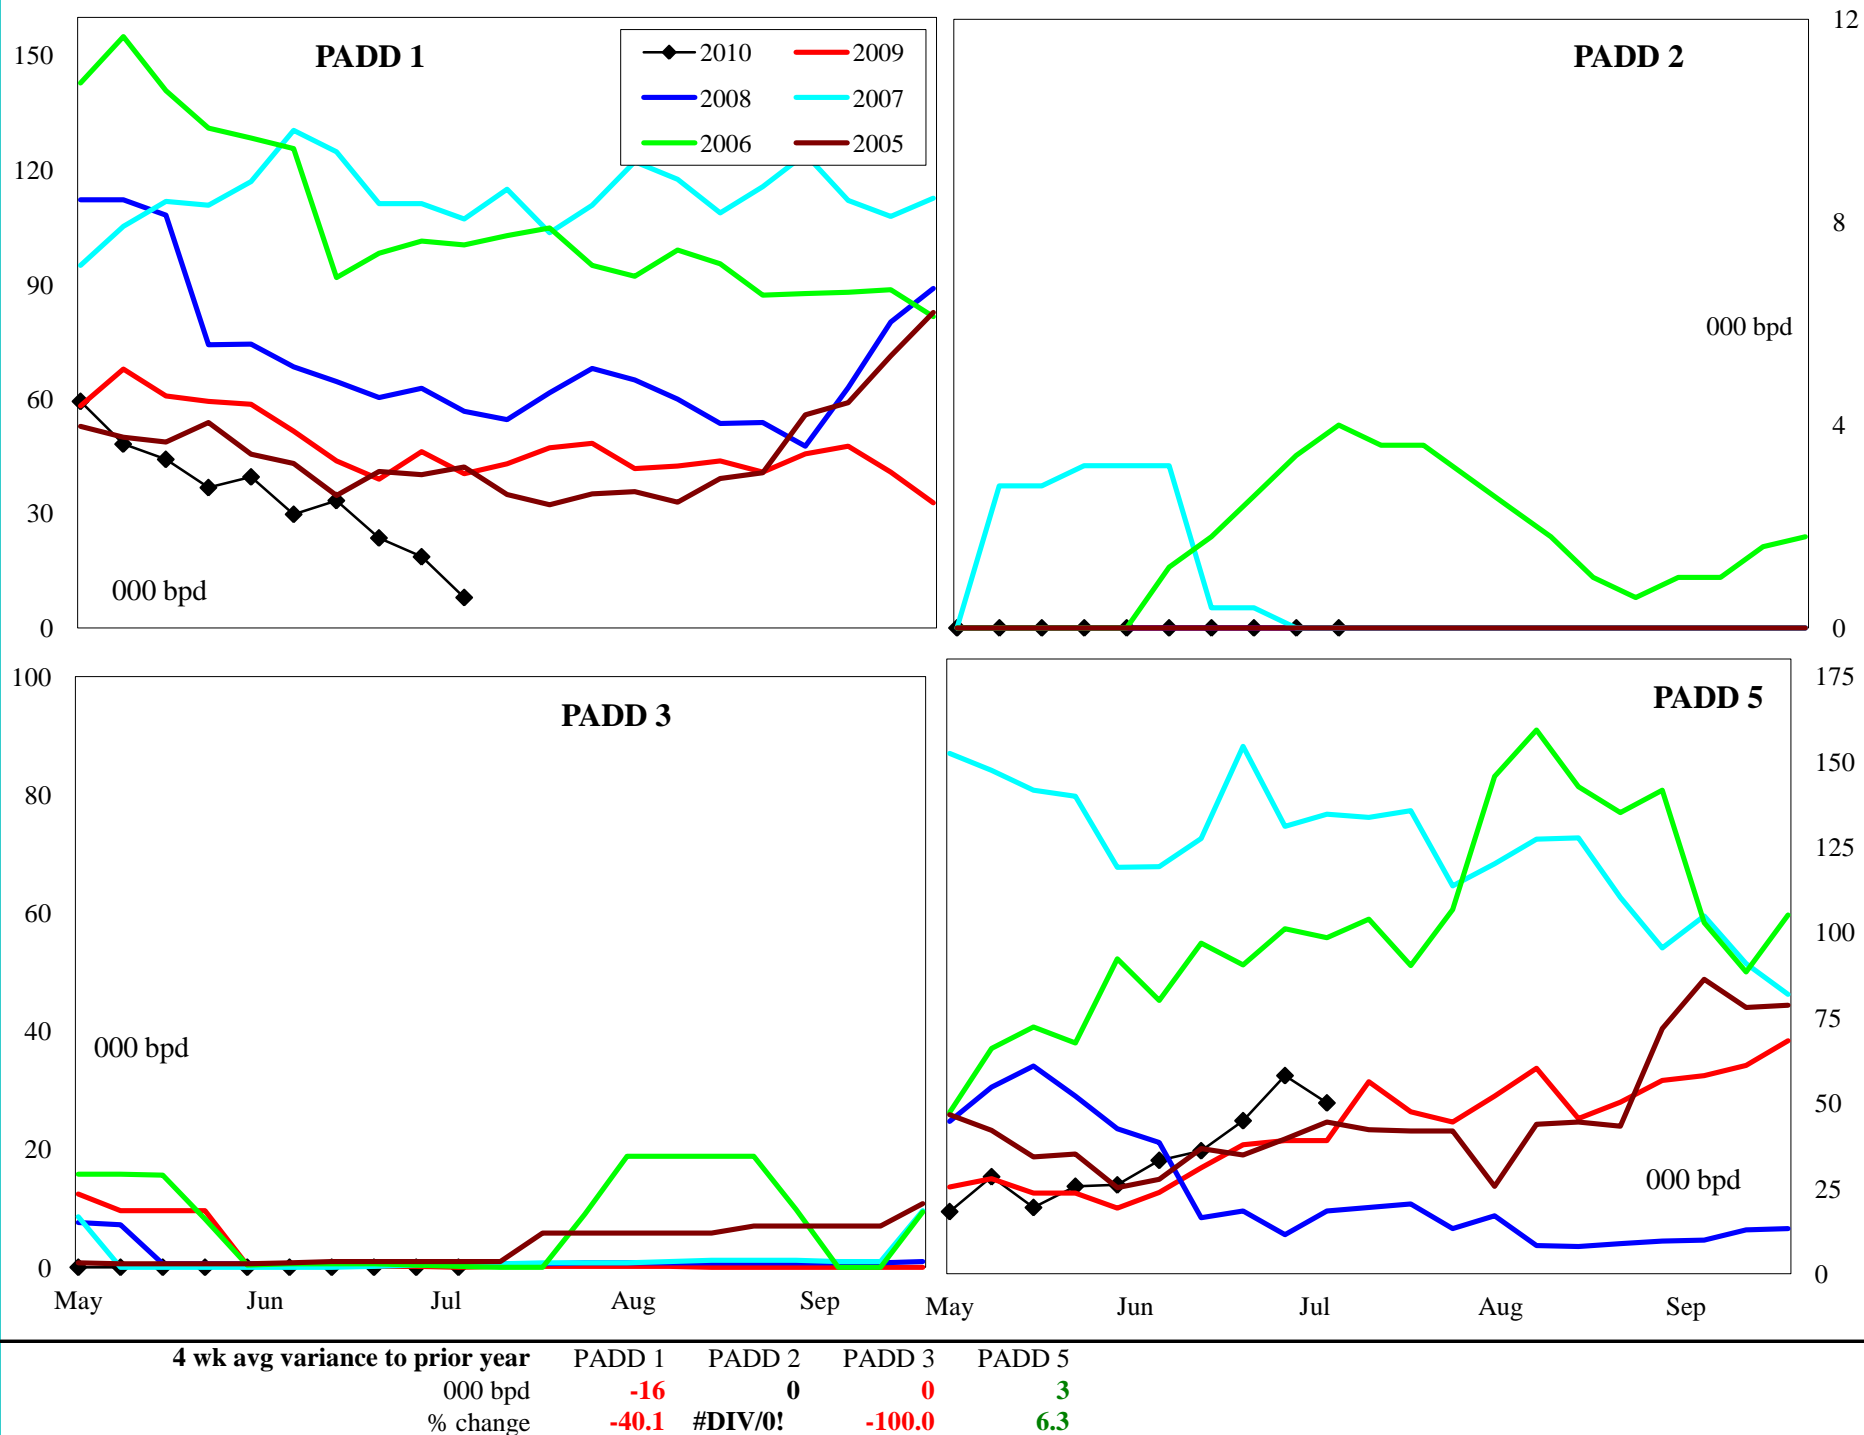 PADD 1
2010 2009
2008 2007
2006 2005
150
120
90
60
30
0
000 bpd
PADD 2
12
8
4
0
000 bpd
PADD 3
100
80
60
40
20
0
000 bpd
May Jun Jul Aug Sep
PADD 5
175
150
125
100
75
50
25
0
000 bpd
May Jun Jul Aug Sep
4 wk avg variance to prior year PADD 1 PADD 2 PADD 3 PADD 5
000 bpd -16 0 0 3
% change -40.1 #DIV/0! -100.0 6.3